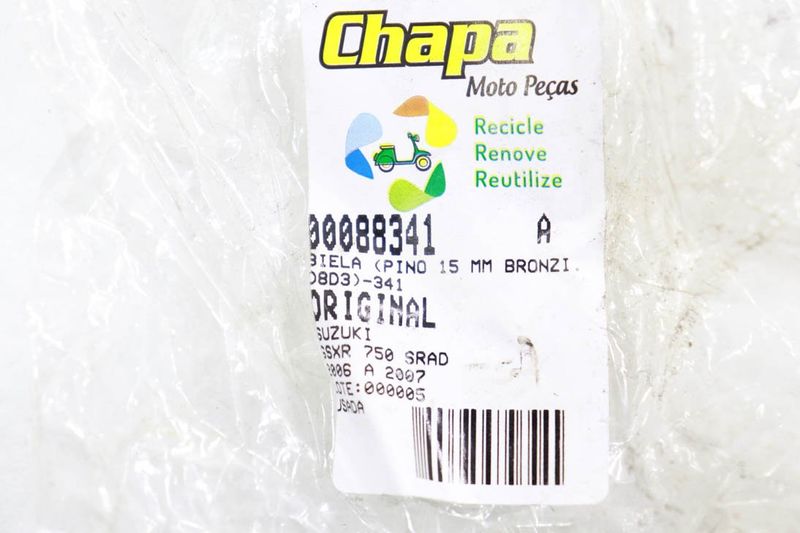 Chapa
Moto Peças
Recicle
Renove
Reutilize
00088341 A
BIELA (PINO 15 MM BRONZI.
D8D3)-341
ORIGINAL
SUZUKI
GSXR 750 SRAD
2006 A 2007
LOTE:000005
USADA
A